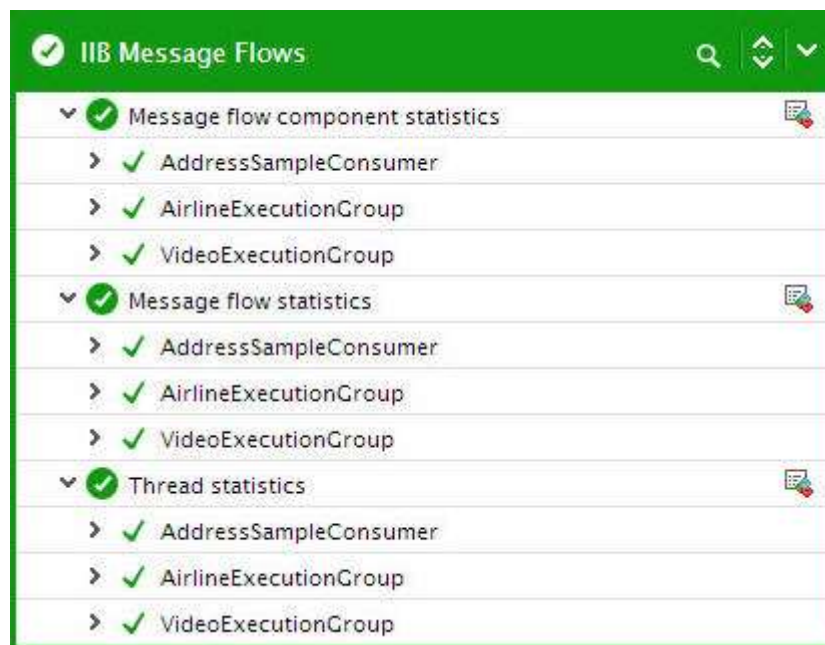 IIB Message Flows
Message flow component statistics
AddressSampleConsumer
AirlineExecutionGroup
VideoExecutionGroup
Message flow statistics
AddressSampleConsumer
AirlineExecutionGroup
VideoExecutionGroup
Thread statistics
AddressSampleConsumer
AirlineExecutionGroup
VideoExecutionGroup